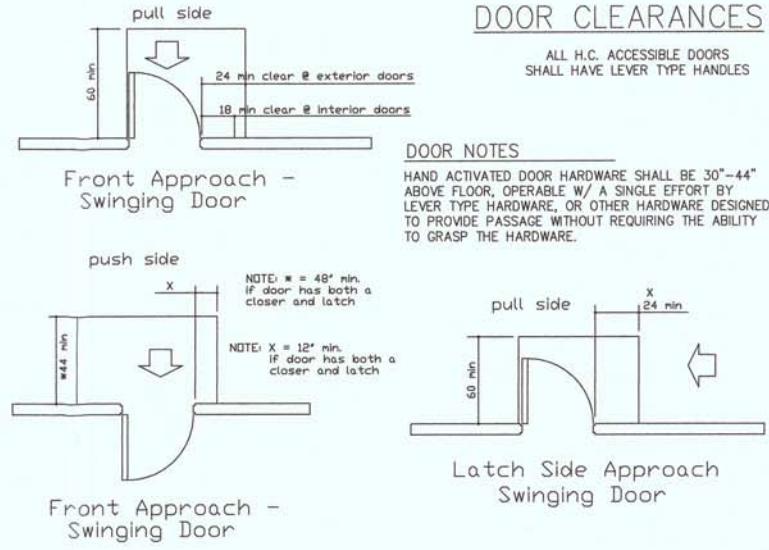 DOOR CLEARANCES
ALL H.C. ACCESSIBLE DOORS
SHALL HAVE LEVER TYPE HANDLES
pull side
60 min
24 min clear @ exterior doors
18 min clear @ interior doors
Front Approach -
Swinging Door
DOOR NOTES
HAND ACTIVATED DOOR HARDWARE SHALL BE 30"-44"
ABOVE FLOOR, OPERABLE W/ A SINGLE EFFORT BY
LEVER TYPE HARDWARE, OR OTHER HARDWARE DESIGNED
TO PROVIDE PASSAGE WITHOUT REQUIRING THE ABILITY
TO GRASP THE HARDWARE.
push side
X
NOTE: * = 48" min.
if door has both a
closer and latch
NOTE: X = 12" min.
if door has both a
closer and latch
*44 min
Front Approach -
Swinging Door
pull side
X
24 min
60 min
Latch Side Approach
Swinging Door